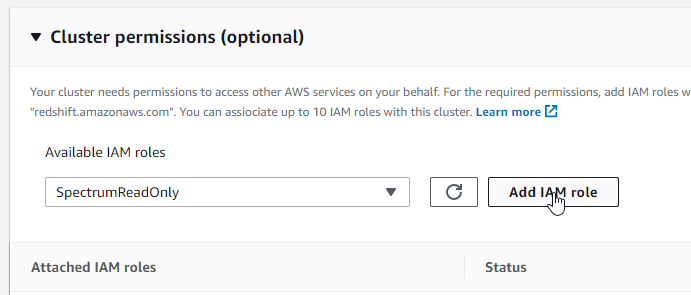 Cluster permissions (optional)
Your cluster needs permissions to access other AWS services on your behalf. For the required permissions, add IAM roles w
"redshift.amazonaws.com". You can assiociate up to 10 IAM roles with this cluster. Learn more
Available IAM roles
SpectrumReadOnly
Add IAM role
Attached IAM roles
Status